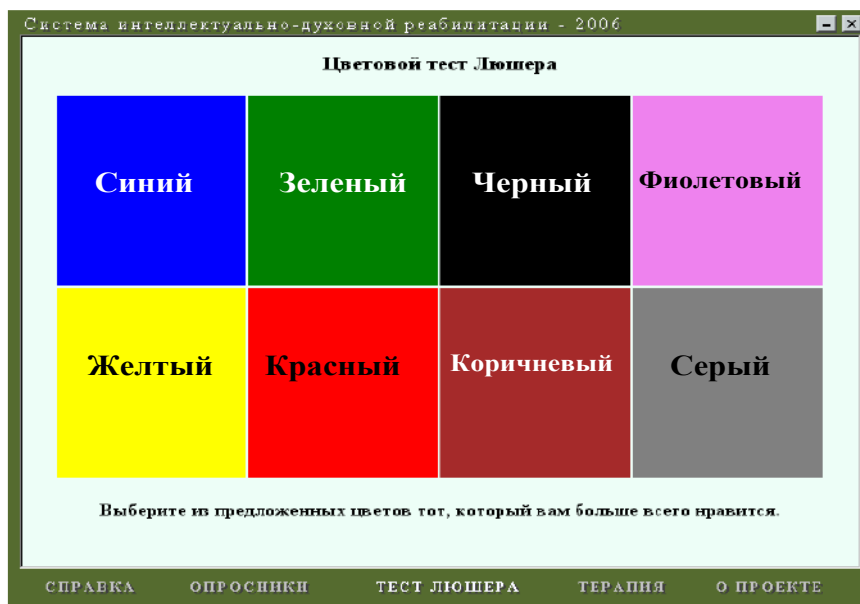 Система интеллектуально-духовной реабилитации - 2006
Цветовой тест Люшера
Синий Зеленый Черный Фиолетовый
Желтый Красный Коричневый Серый
Выберите из предложенных цветов тот, который вам больше всего нравится.
СПРАВКА ОПРОСНИКИ ТЕСТ ЛЮШЕРА ТЕРАПИЯ О ПРОЕКТЕ